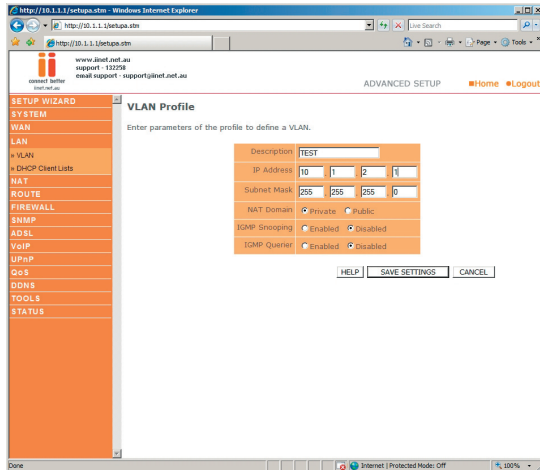 http://10.1.1.1/setupa.stm - Windows Internet Explorer
http://10.1.1.1/setupa.stm
Live Search
http://10.1.1.1/setupa.stm
Page
Tools
connect better
iinet.net.au
www.iinet.net.au
support - 132258
email support - support@iinet.net.au
ADVANCED SETUP
Home
Logout
SETUP WIZARD
SYSTEM
WAN
LAN
» VLAN
» DHCP Client Lists
NAT
ROUTE
FIREWALL
SNMP
ADSL
VoIP
UPnP
QoS
DDNS
TOOLS
STATUS
VLAN Profile
Enter parameters of the profile to define a VLAN.
Description TEST
IP Address 10 . 1 . 2 . 1
Subnet Mask 255 . 255 . 255 . 0
NAT Domain Private Public
IGMP Snooping Enabled Disabled
IGMP Querier Enabled Disabled
HELP SAVE SETTINGS CANCEL
Done
Internet | Protected Mode: Off
100%